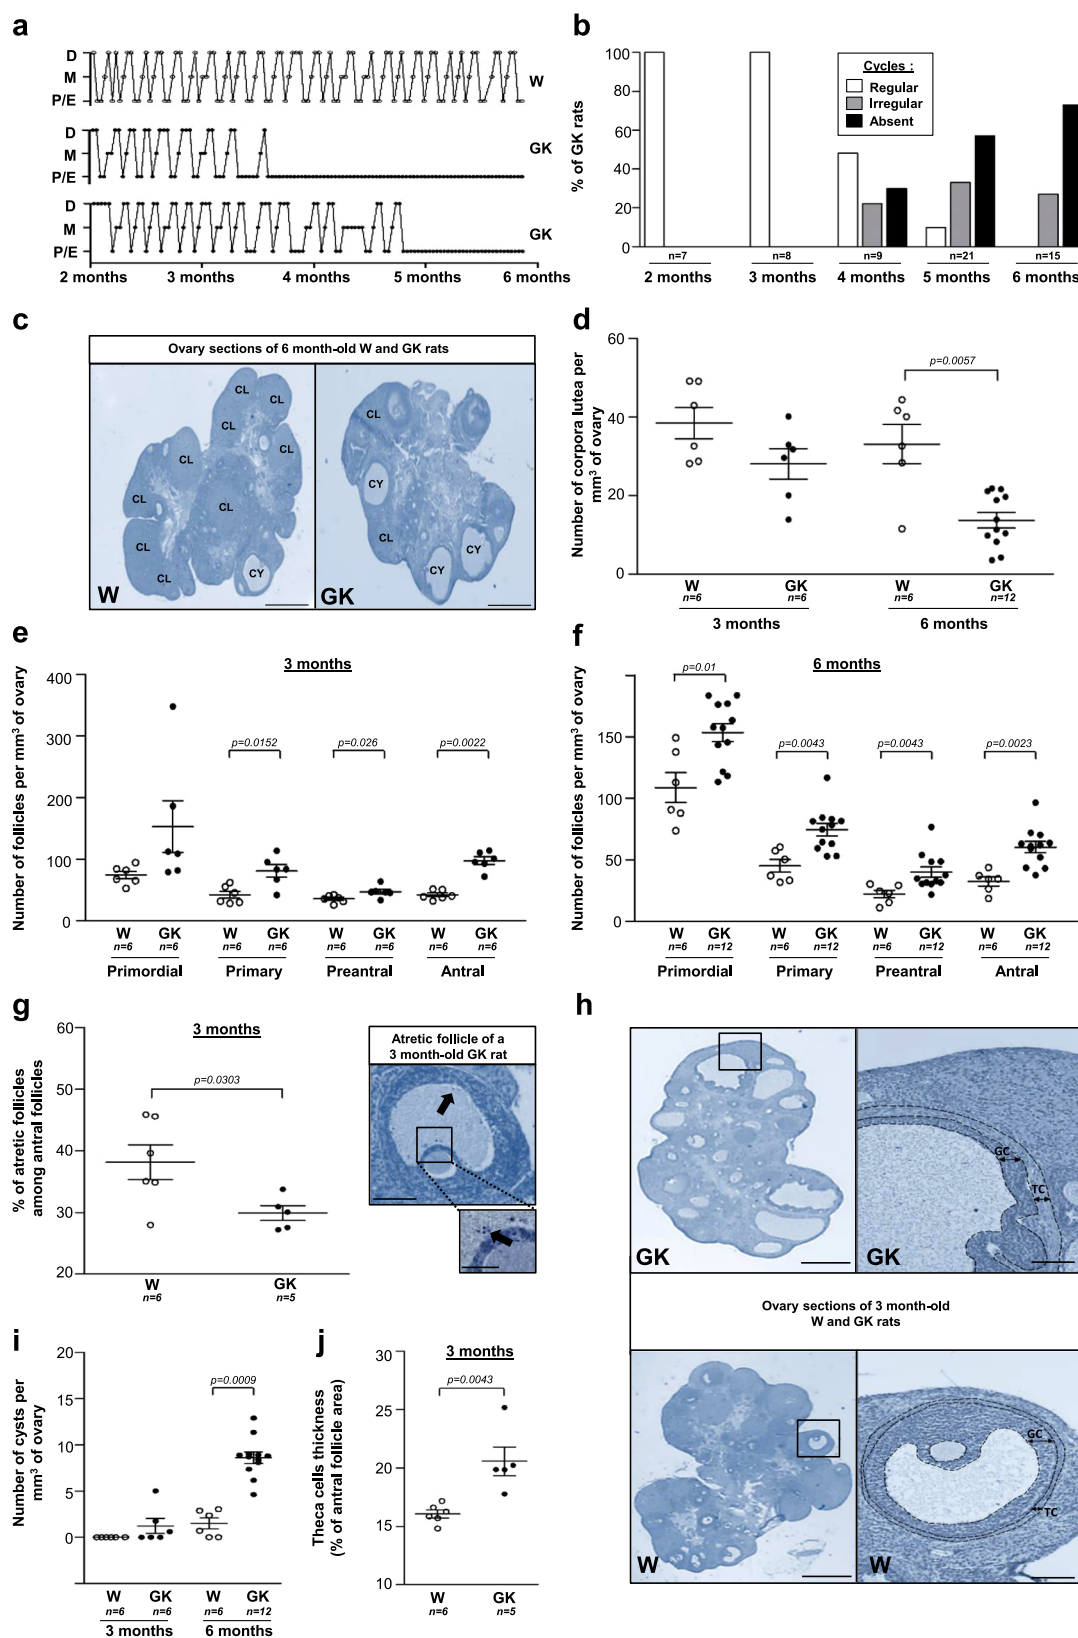 a
D
M
P/E
W
D
M
P/E
GK
D
M
P/E
GK
2 months 3 months 4 months 5 months 6 months
b
% of GK rats
100
80
60
40
20
0
Cycles :
Regular
Irregular
Absent
n=7 n=8 n=9 n=21 n=15
2 months 3 months 4 months 5 months 6 months
c
Ovary sections of 6 month-old W and GK rats
CL
CL
CL
CL
CL
CL
CL
CL
CL
CY
W
CL
CY
CL
CY
CY
GK
d
Number of corpora lutea per
mm³ of ovary
60
40
20
0
p=0.0057
W GK W GK
n=6 n=6 n=6 n=12
3 months 6 months
e
3 months
Number of follicles per mm³ of ovary
400
300
200
100
0
p=0.0152 p=0.026 p=0.0022
W GK W GK W GK W GK
n=6 n=6 n=6 n=6 n=6 n=6 n=6 n=6
Primordial Primary Preantral Antral
f
6 months
Number of follicles per mm³ of ovary
150
100
50
0
p=0.01
p=0.0043 p=0.0043 p=0.0023
W GK W GK W GK W GK
n=6 n=12 n=6 n=12 n=6 n=12 n=6 n=12
Primordial Primary Preantral Antral
g
3 months
% of atretic follicles
among antral follicles
60
50
40
30
20
p=0.0303
W GK
n=6 n=5
Atretic follicle of a
3 month-old GK rat
h
GK
GC
TC
GK
Ovary sections of 3 month-old
W and GK rats
W
GC
TC
W
i
Number of cysts per
mm³ of ovary
20
15
10
5
0
p=0.0009
W GK W GK
n=6 n=6 n=6 n=12
3 months 6 months
j
3 months
Theca cells thickness
(% of antral follicle area)
30
25
20
15
10
p=0.0043
W GK
n=6 n=5